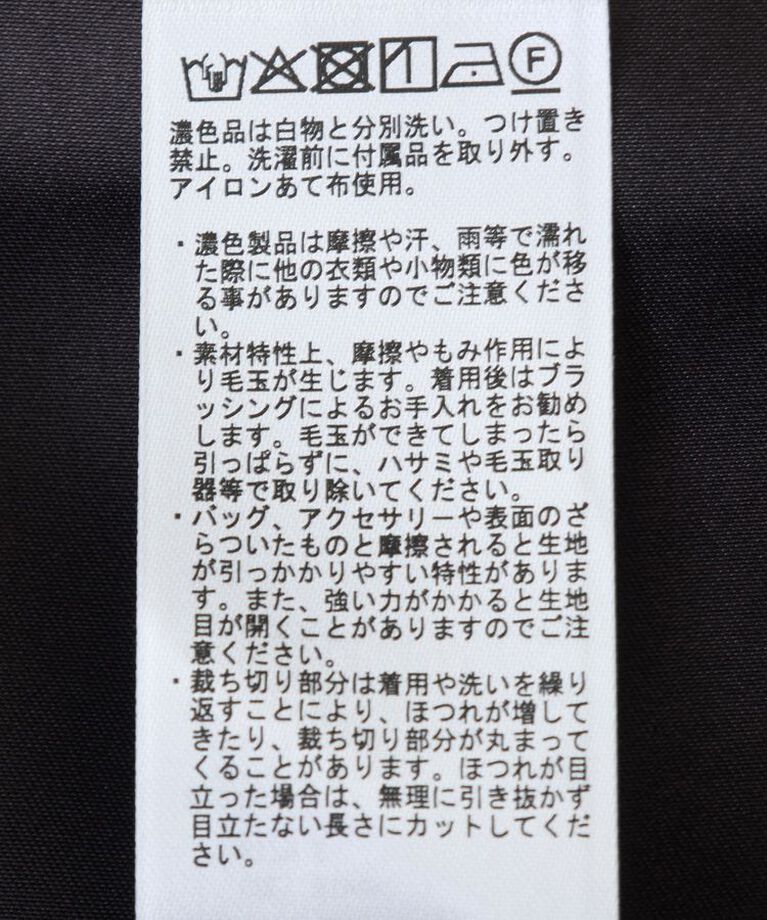 F
濃色品は白物と分別洗い。つけ置き
禁止。洗濯前に付属品を取り外す。
アイロンあて布使用。
・濃色製品は摩擦や汗、雨等で濡れ
た際に他の衣類や小物類に色が移
る事がありますのでご注意くださ
い。
・素材特性上、摩擦やもみ作用によ
り毛玉が生じます。着用後はブラ
ッシングによるお手入れをお勧め
します。毛玉ができてしまったら
引っぱらずに、ハサミや毛玉取り
器等で取り除いてください。
・バッグ、アクセサリーや表面のざ
らついたものと摩擦されると生地
が引っかかりやすい特性がありま
す。また、強い力がかかると生地
目が開くことがありますのでご注
意ください。
・裁ち切り部分は着用や洗いを繰り
返すことにより、ほつれが増して
きたり、裁ち切り部分が丸まって
くることがあります。ほつれが目
立った場合は、無理に引き抜かず
目立たない長さにカットしてくだ
さい。